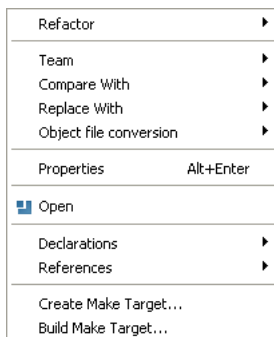 Refactor
Team
Compare With
Replace With
Object file conversion
Properties Alt+Enter
Open
Declarations
References
Create Make Target...
Build Make Target...